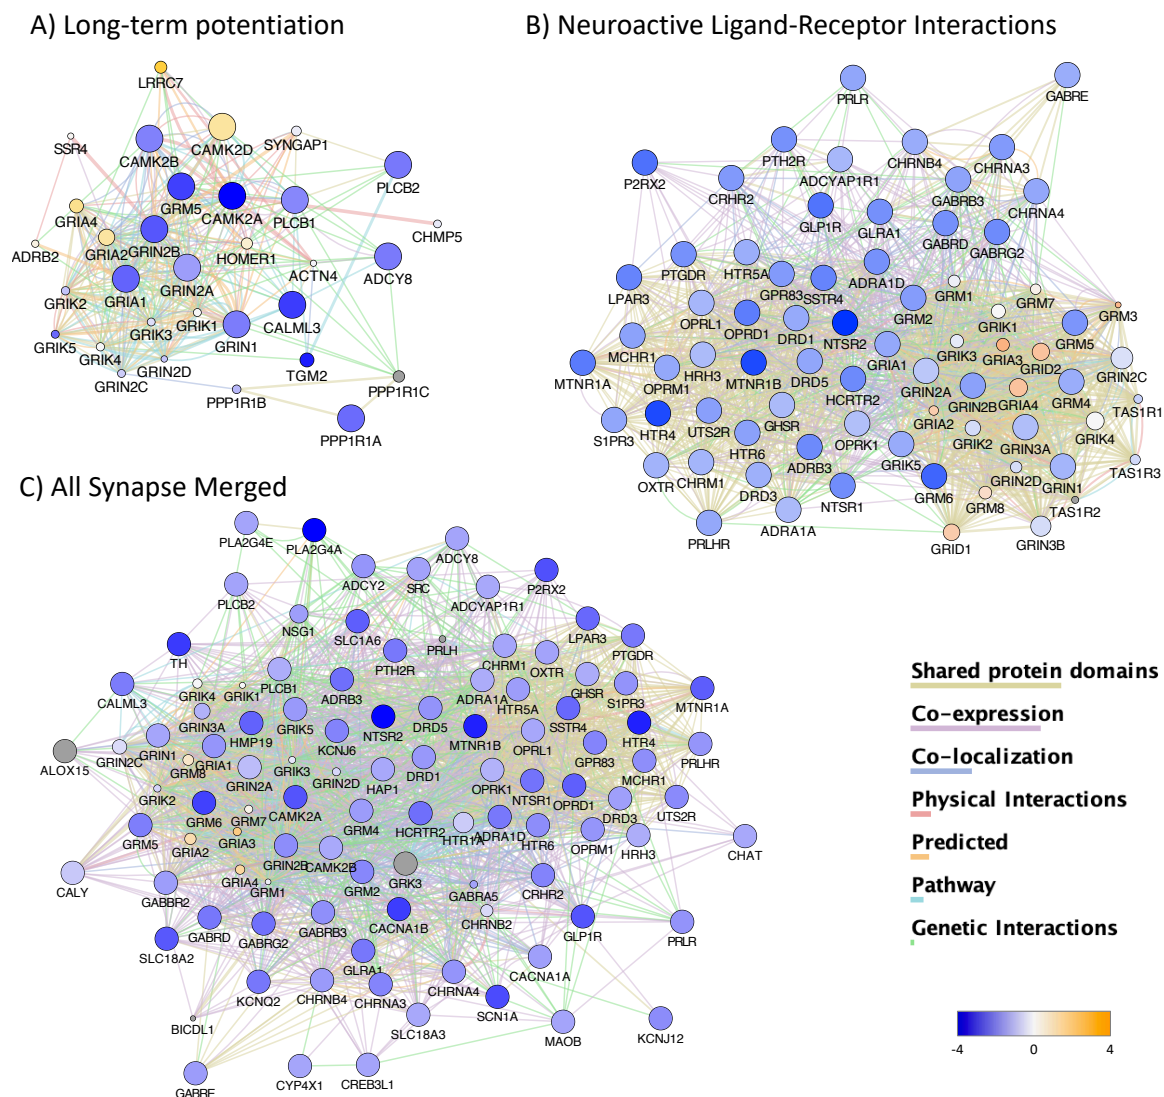 A) Long-term potentiation
LRRC7
SSR4
CAMK2B
CAMK2D
SYNGAP1
PLCB2
GRM5
CAMK2A
PLCB1
CHMP5
GRIA4
GRIA2
GRIN2B
HOMER1
ADRB2
ACTN4
ADCY8
GRIA1
GRIN2A
GRIK2
GRIK3
GRIK1
CALML3
GRIK5
GRIK4
GRIN1
GRIN2C
GRIN2D
TGM2
PPP1R1B
PPP1R1C
PPP1R1A
B) Neuroactive Ligand-Receptor Interactions
PRLR
GABRE
PTH2R
CHRNB4
CHRNA3
P2RX2
ADCYAP1R1
CRHR2
GABRB3
CHRNA4
GLP1R
GLRA1
GABRD
GABRG2
PTGDR
HTR5A
ADRA1D
LPAR3
GPR83
SSTR4
GRM1
GRM7
GRM3
OPRL1
GRM2
GRIK1
OPRD1
DRD1
NTSR2
GRM5
MCHR1
GRIK3
GRIA3
GRID2
GRIA1
MTNR1A
OPRM1
HRH3
MTNR1B
DRD5
GRIN2C
HCRTR2
GRIN2A
GRIN2B
GRIA4
GRM4
TAS1R1
S1PR3
HTR4
UTS2R
GHSR
GRIA2
OPRK1
GRIK2
GRIN3A
GRIK4
HTR6
ADRB3
GRIK5
OXTR
CHRM1
DRD3
GRIN2D
TAS1R3
GRM6
GRIN1
NTSR1
GRM8
TAS1R2
PRLHR
ADRA1A
GRID1
GRIN3B
C) All Synapse Merged
PLA2G4E
PLA2G4A
ADCY8
ADCY2
SRC
P2RX2
PLCB2
ADCYAP1R1
NSG1
SLC1A6
LPAR3
TH
PRLH
PTGDR
PTH2R
CHRM1
OXTR
CALML3
GRIK4
GRIK1
PLCB1
ADRB3
ADRA1A
GHSR
S1PR3
MTNR1A
GRIN3A
HTR5A
GRIK5
DRD5
SSTR4
HTR4
GRIN1
HMP19
KCNJ6
NTSR2
MTNR1B
OPRL1
ALOX15
GRIN2C
GRIA1
GPR83
PRLHR
GRM8
GRIK3
DRD1
MCHR1
GRIN2A
GRIN2D
HAP1
OPRK1
GRIK2
NTSR1
OPRD1
GRM6
GRM7
CAMK2A
DRD3
UTS2R
GRM4
HCRTR2
GRM5
GRIA3
HTR1A
ADRA1D
HTR6
GRIA2
OPRM1
HRH3
CHAT
GRIN2B
CAMK2B
GRIA4
GRM1
GRM2
GRK3
CALY
GABRA5
CRHR2
GABBR2
CHRNB2
GABRD
GABRG2
GABRB3
CACNA1B
GLP1R
PRLR
SLC18A2
GLRA1
CACNA1A
KCNQ2
CHRNB4
CHRNA3
CHRNA4
SCN1A
BICDL1
SLC18A3
MAOB
KCNJ12
GABRE
CYP4X1
CREB3L1
Shared protein domains
Co-expression
Co-localization
Physical Interactions
Predicted
Pathway
Genetic Interactions
-4 0 4